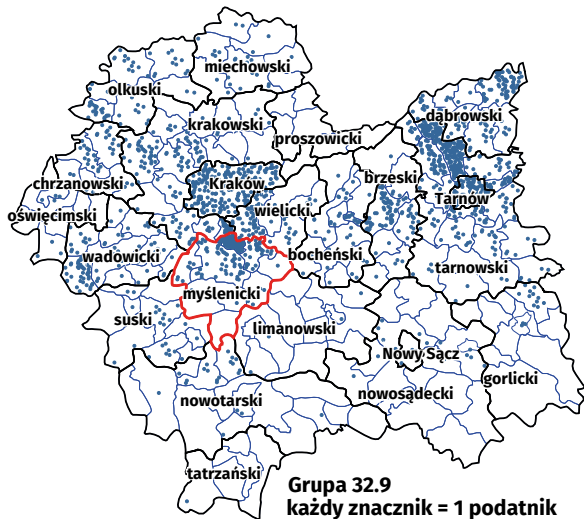 miechowski
olkuski
dąbrowski
krakowski
proszowicki
chrzanowski
Kraków
brzeski
Tarnów
oświęcimski
wielicki
wadowicki
bocheński
tarnowski
myślenicki
suski
limanowski
Nowy Sącz
gorlicki
nowotarski
nowosądecki
tatrzański
Grupa 32.9
każdy znacznik = 1 podatnik